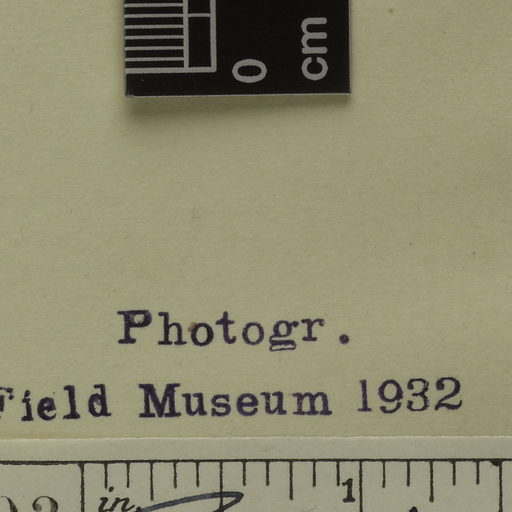 0 cm
Photogr.
Field Museum 1932
in
1